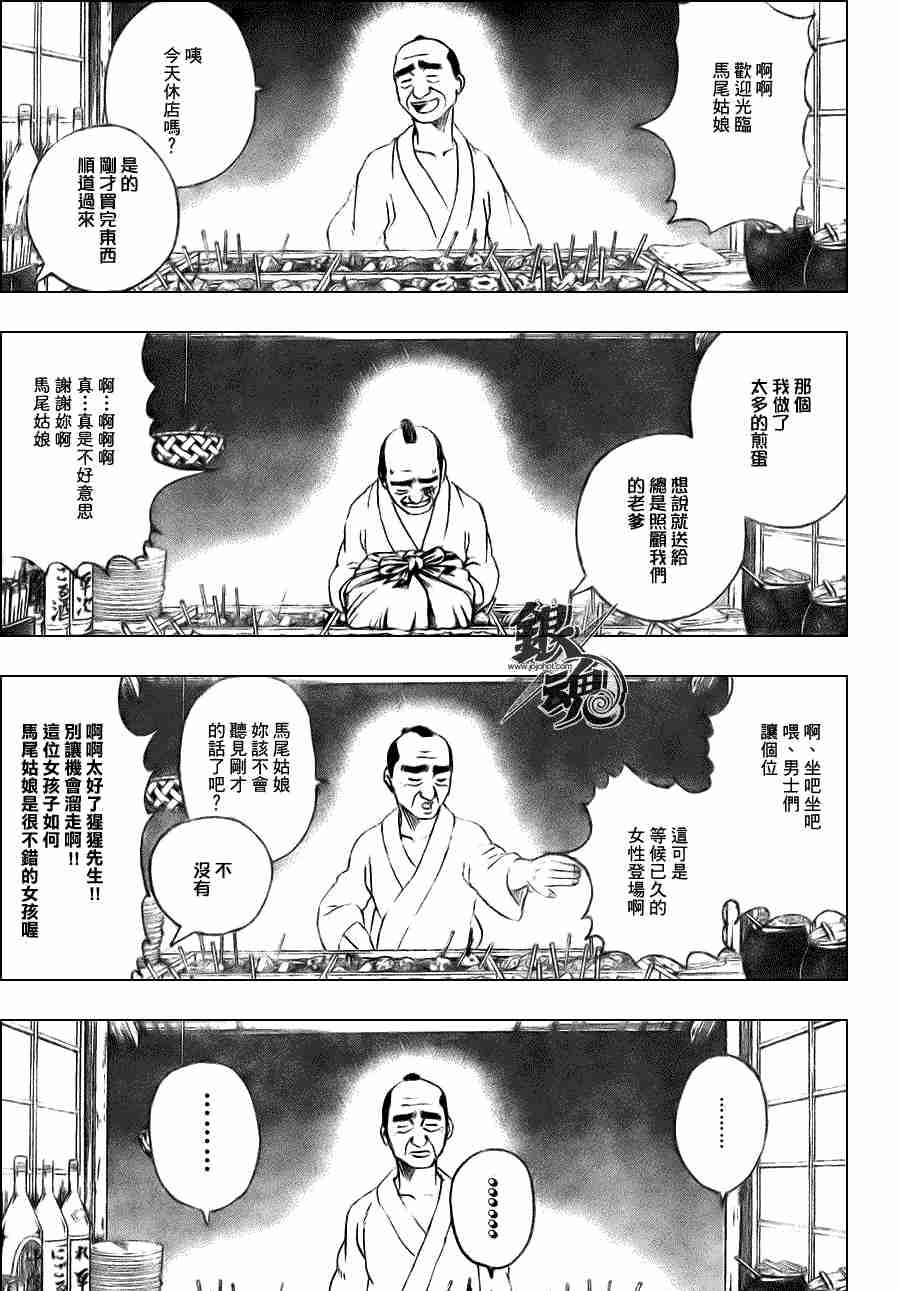 啊啊
歡迎光臨
馬尾姑娘
咦
今天休店嗎？
是的
剛才買完東西
順道過來
那個
我做了
太多的煎蛋
想說就送給
總是照顧我們
的老爹
啊…啊啊啊
真…真是不好意思
謝謝妳啊
馬尾姑娘
にごる酒
銀魂
www.jojohot.com
啊、坐吧坐吧
喂、男士們
讓個位
這可是
等候已久的
女性登場啊
馬尾姑娘
妳該不會
聽見剛才
的話了吧？
不
沒有
啊啊太好了猩猩先生!!
別讓機會溜走啊!!
這位女孩子如何
馬尾姑娘是很不錯的女孩喔
………
………
……
にごる